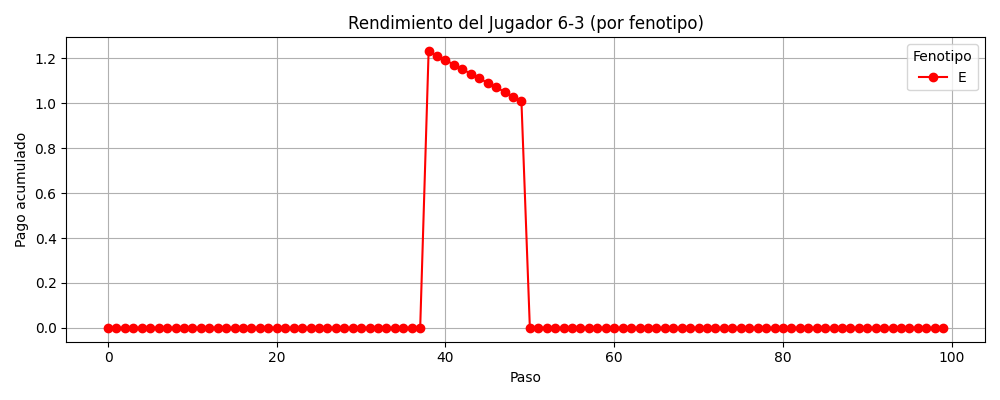 Rendimiento del Jugador 6-3 (por fenotipo)
Fenotipo
E
Pago acumulado
1.2
1.0
0.8
0.6
0.4
0.2
0.0
0 20 40 60 80 100
Paso